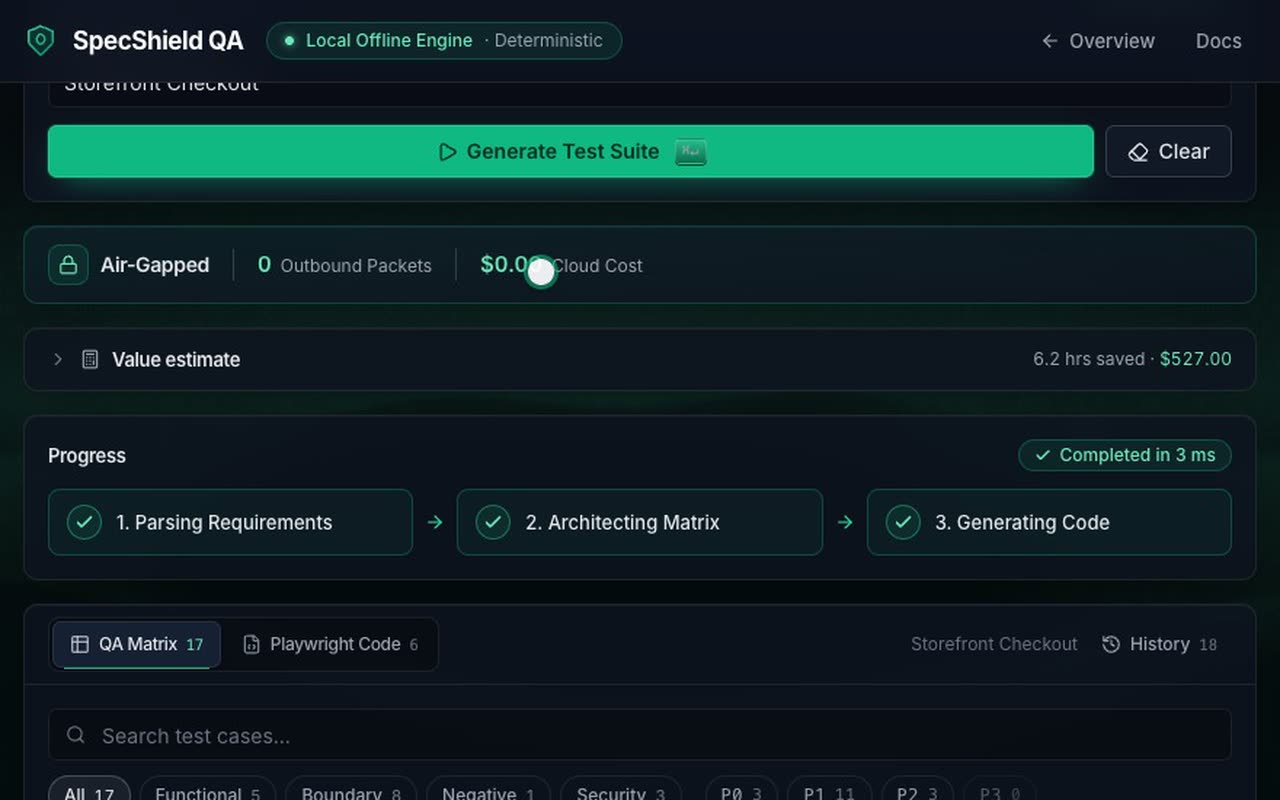 SpecShield QA
Local Offline Engine · Deterministic
← Overview
Docs
Storefront Checkout
Generate Test Suite
Clear
Air-Gapped
0 Outbound Packets
Cloud Cost
Value estimate
6.2 hrs saved · $527.00
Progress
Completed in 3 ms
1. Parsing Requirements
→
2. Architecting Matrix
→
3. Generating Code
QA Matrix 17
Playwright Code 6
Storefront Checkout
History 18
Search test cases...
All 17
Functional 5
Boundary 8
Negative 1
Security 3
P0 3
P1 11
P2 3
P3 0